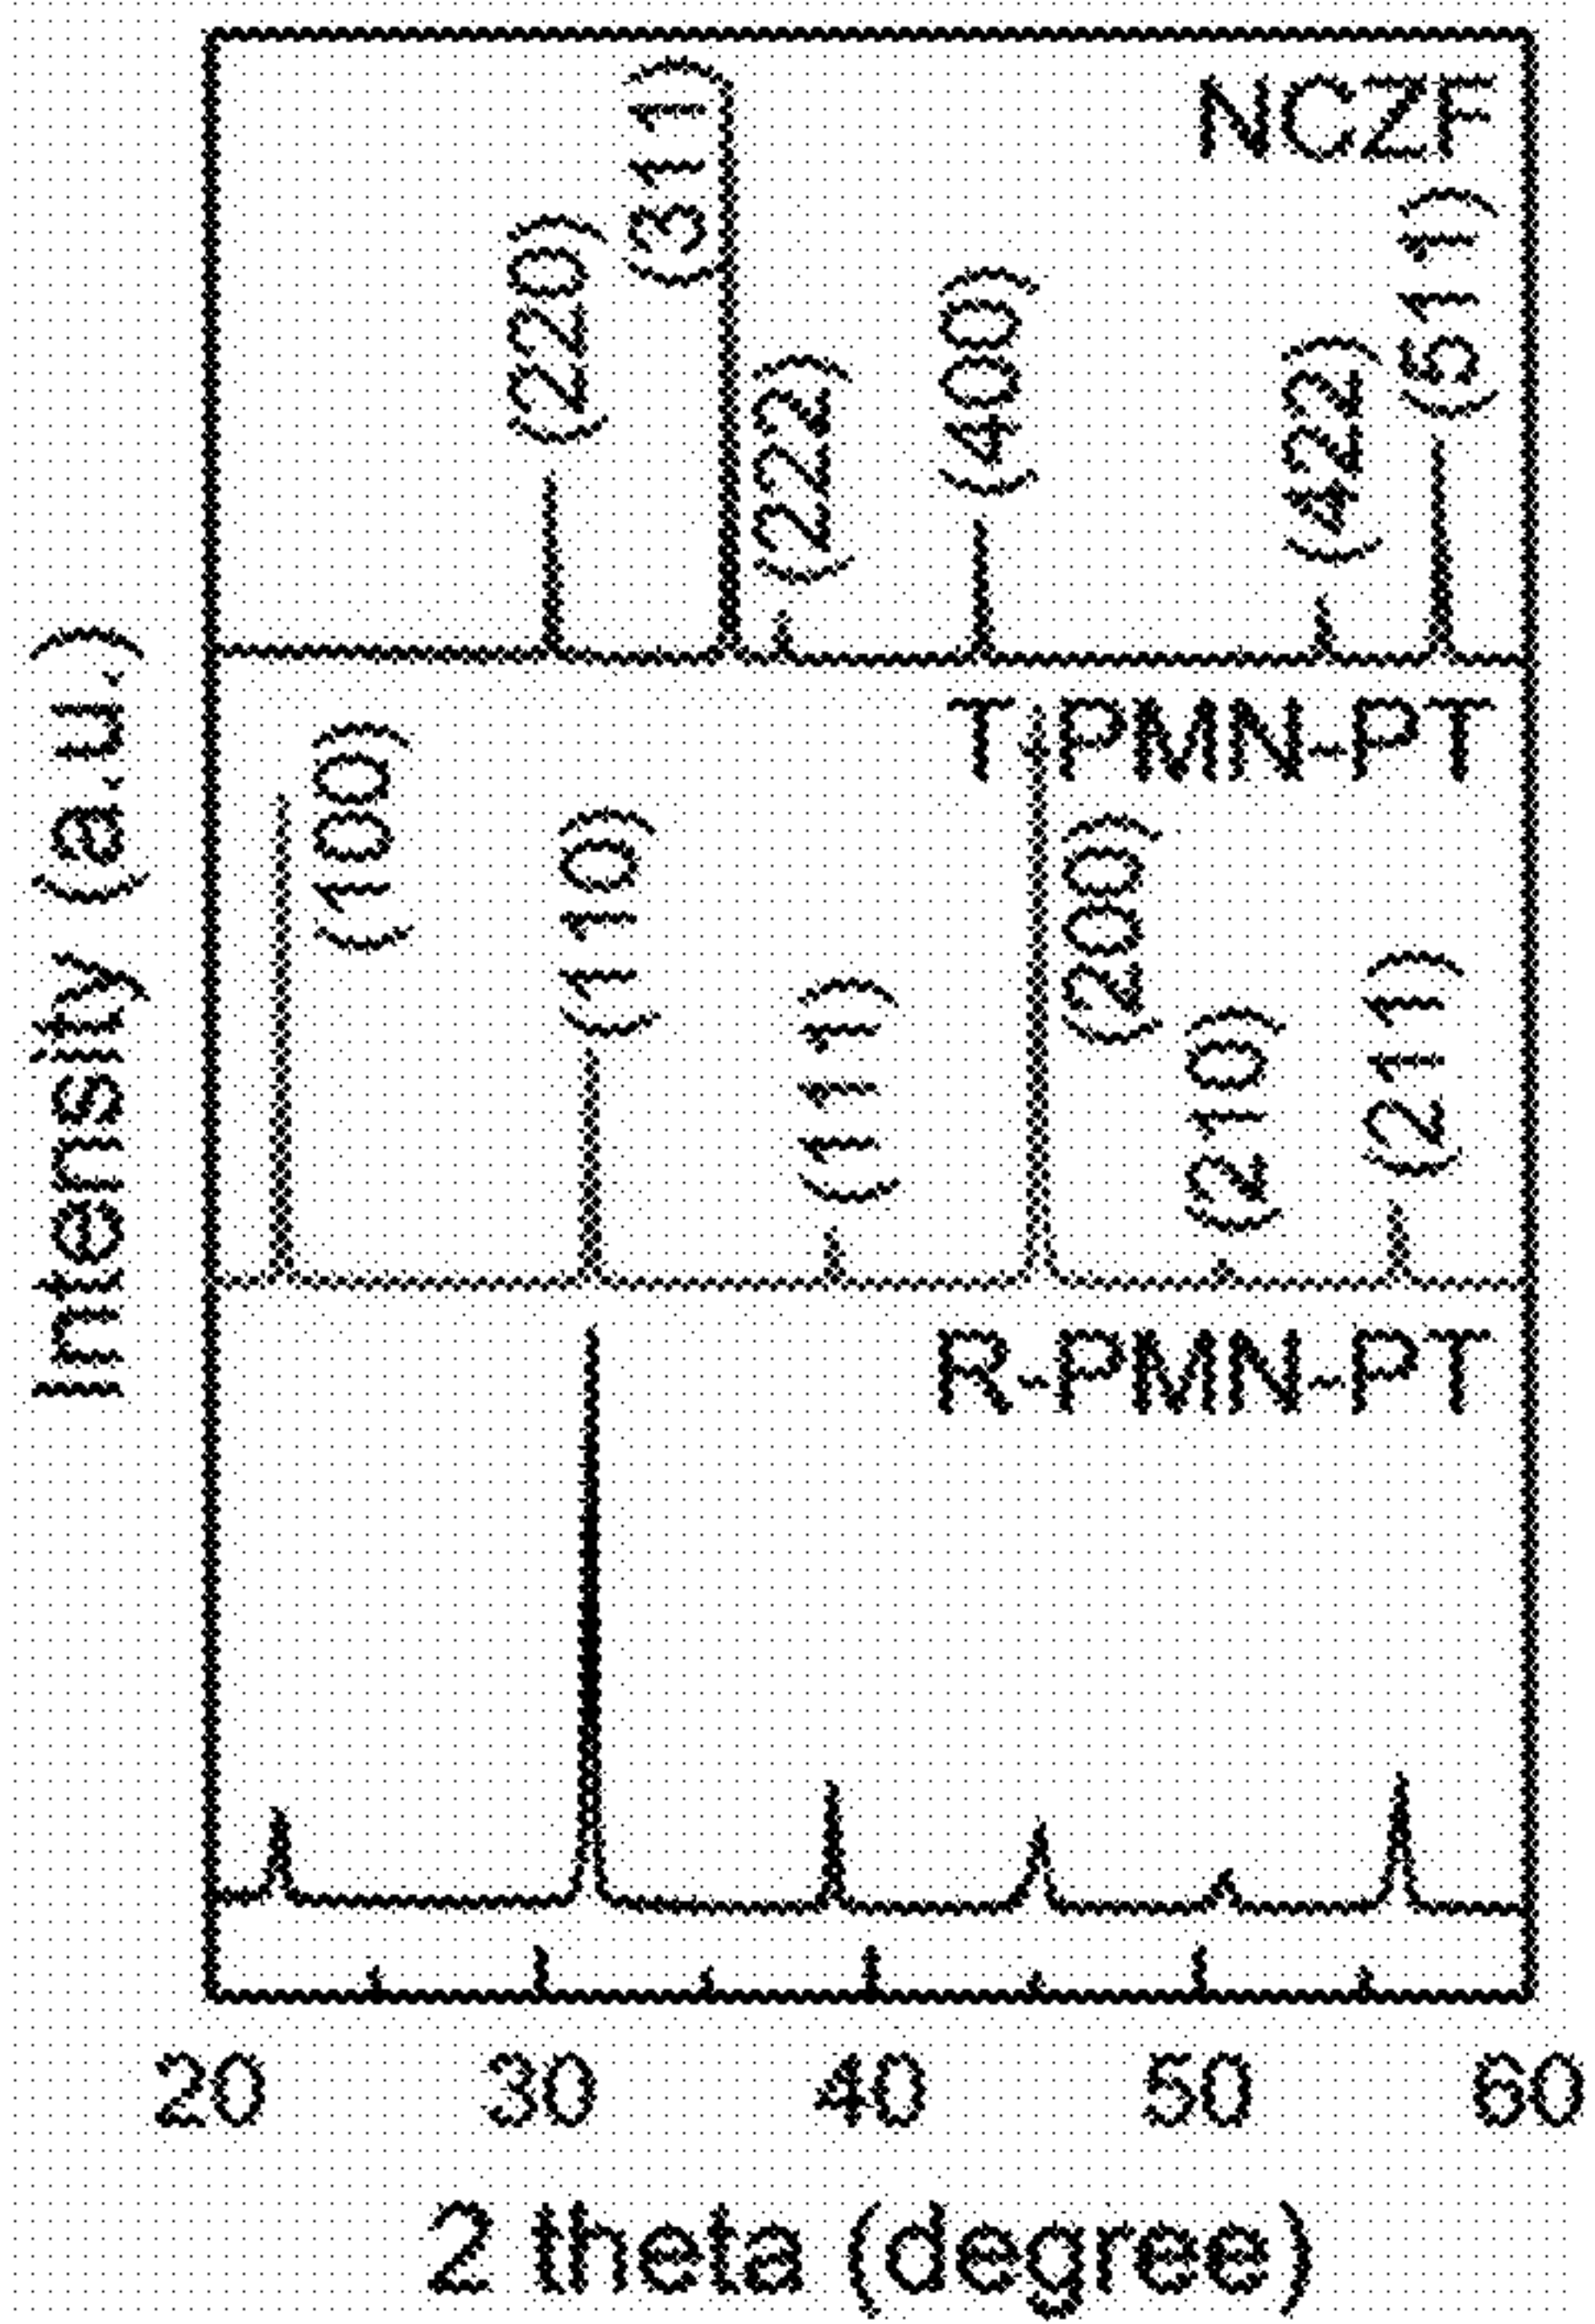 NCZF
(220)
(311)
(222)
(400)
(422)
(511)
T-PMN-PT
(100)
(110)
(111)
(200)
(210)
(211)
R-PMN-PT
Intensity (a.u.)
20 30 40 50 60
2 theta (degree)